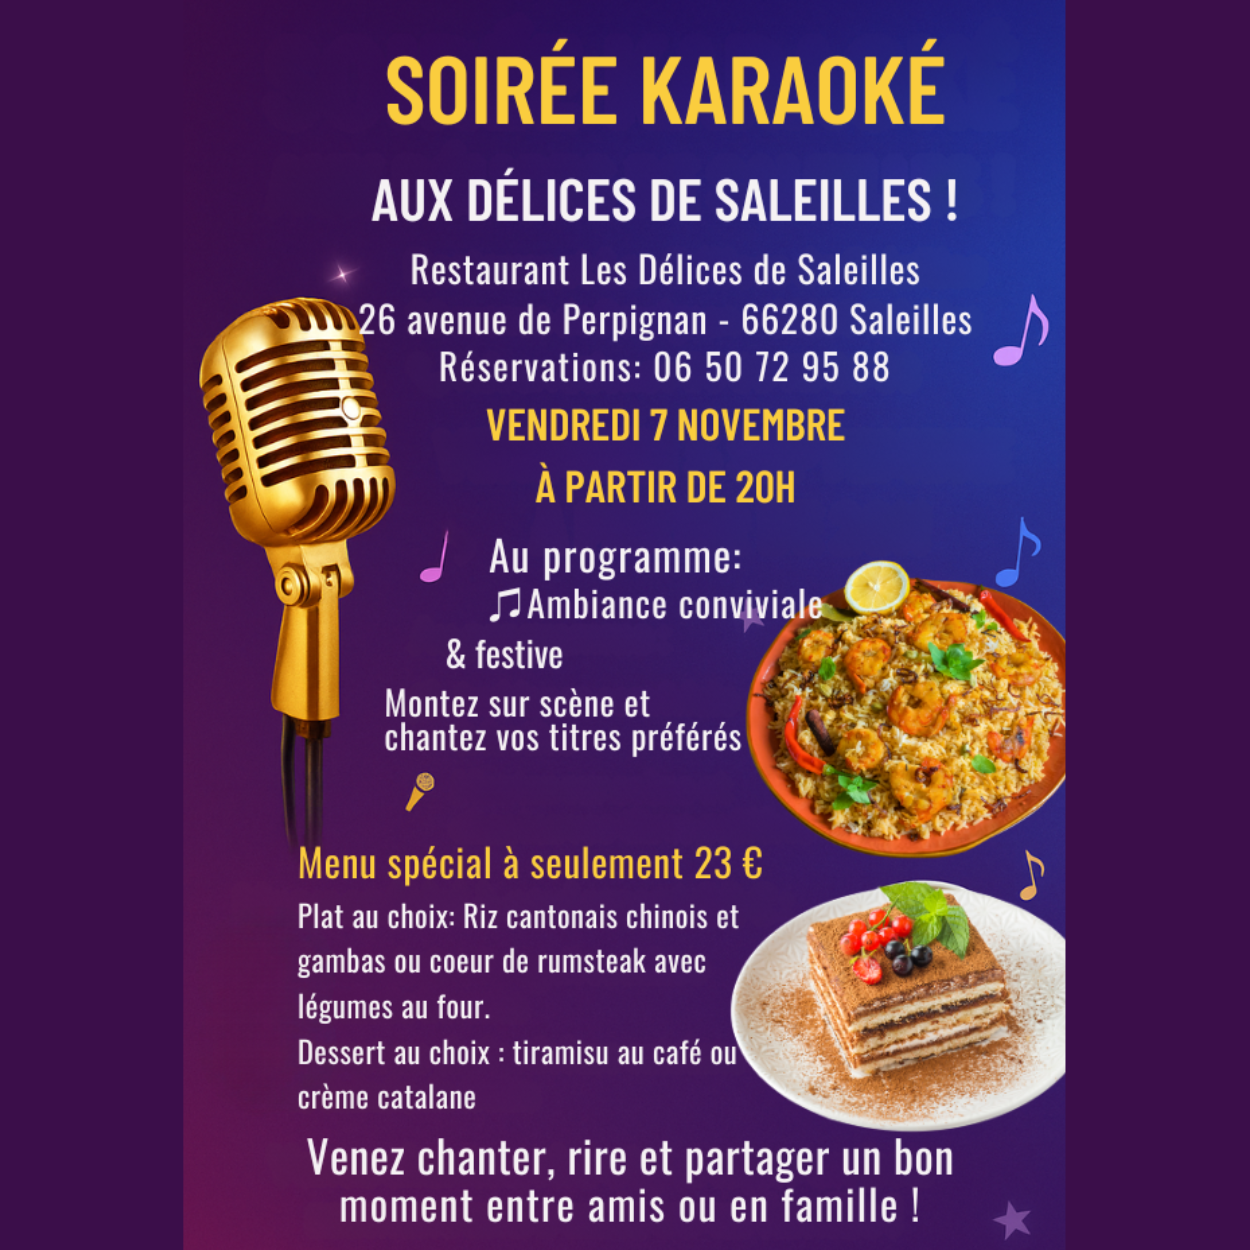 SOIRÉE KARAOKÉ
AUX DÉLICES DE SALEILLES !
Restaurant Les Délices de Saleilles
26 avenue de Perpignan - 66280 Saleilles
Réservations: 06 50 72 95 88
VENDREDI 7 NOVEMBRE
À PARTIR DE 20H
Au programme:
🎵Ambiance conviviale
& festive
Montez sur scène et
chantez vos titres préférés
Menu spécial à seulement 23 €
Plat au choix: Riz cantonais chinois et
gambas ou coeur de rumsteak avec
légumes au four.
Dessert au choix : tiramisu au café ou
crème catalane
Venez chanter, rire et partager un bon
moment entre amis ou en famille !